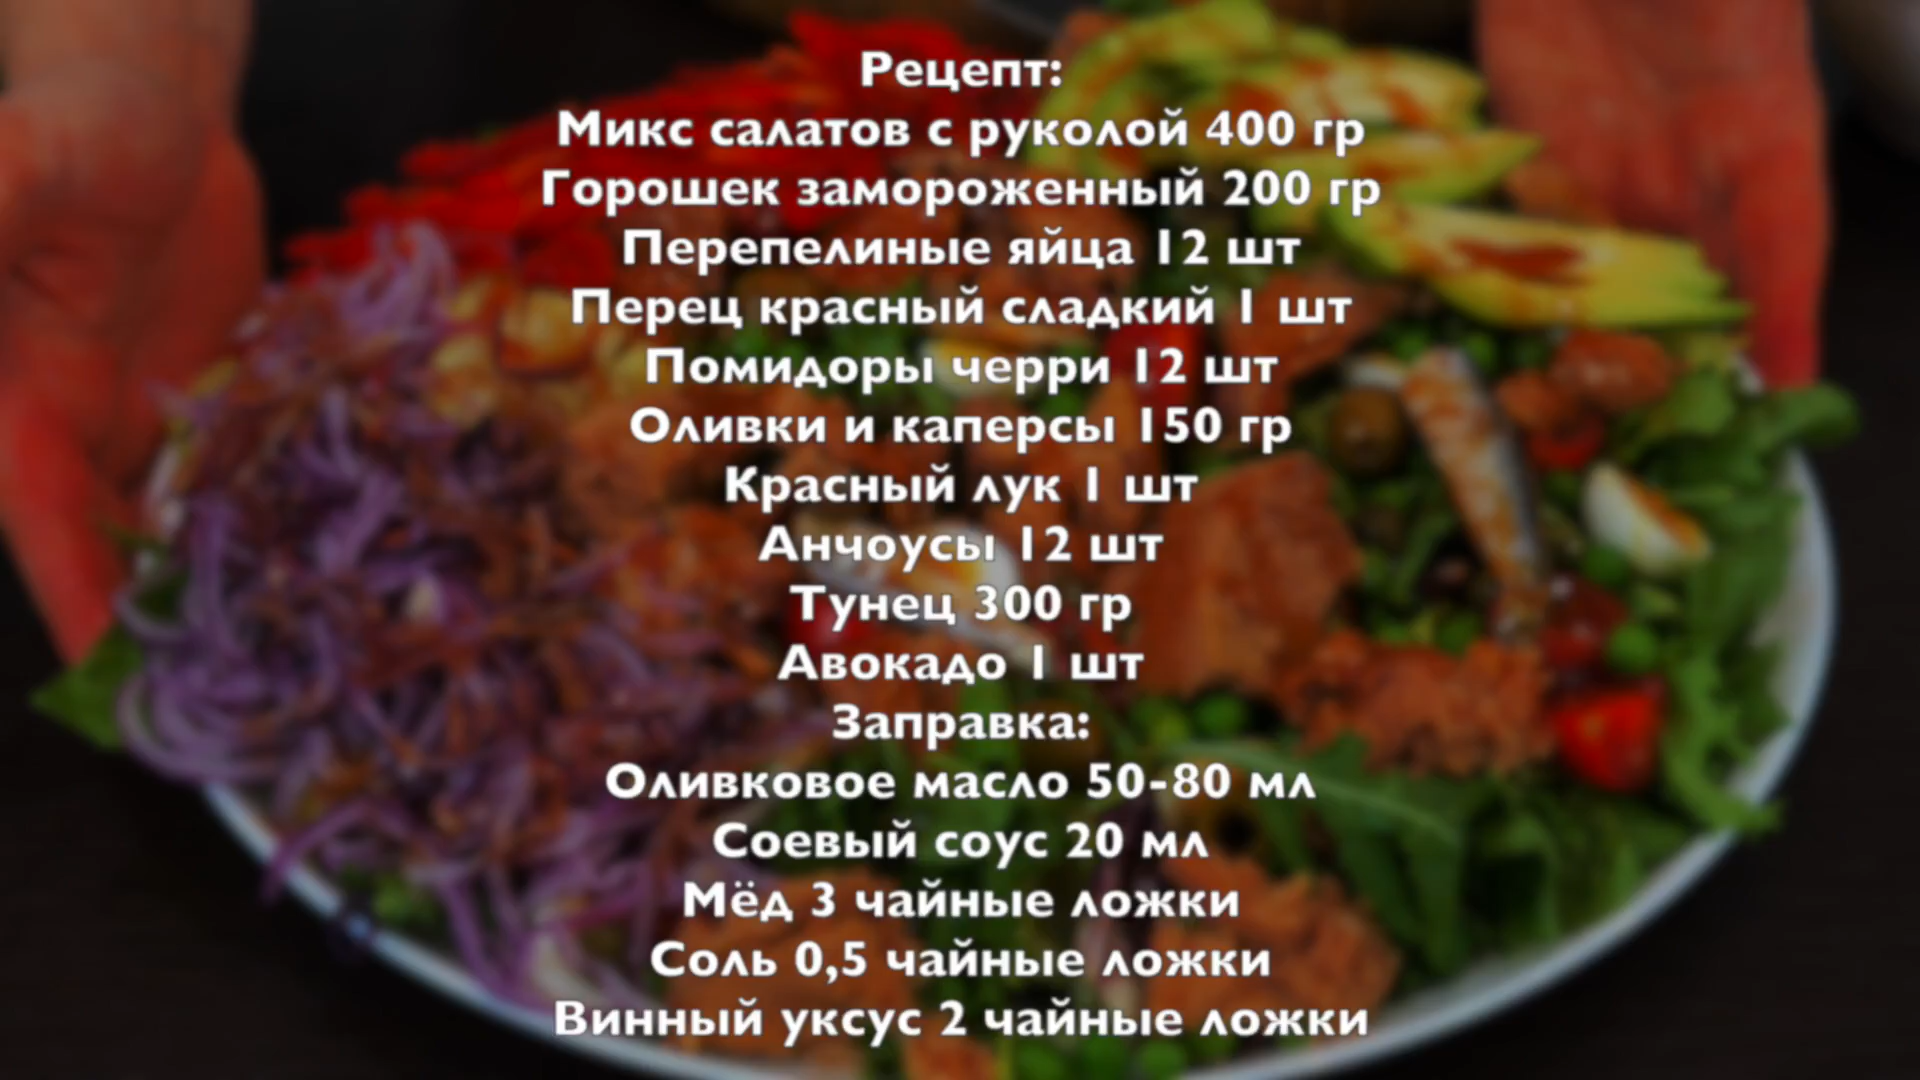 Рецепт:
Микс салатов с руколой 400 гр
Горошек замороженный 200 гр
Перепелиные яйца 12 шт
Перец красный сладкий 1 шт
Помидоры черри 12 шт
Оливки и каперсы 150 гр
Красный лук 1 шт
Анчоусы 12 шт
Тунец 300 гр
Авокадо 1 шт
Заправка:
Оливковое масло 50-80 мл
Соевый соус 20 мл
Мёд 3 чайные ложки
Соль 0,5 чайные ложки
Винный уксус 2 чайные ложки